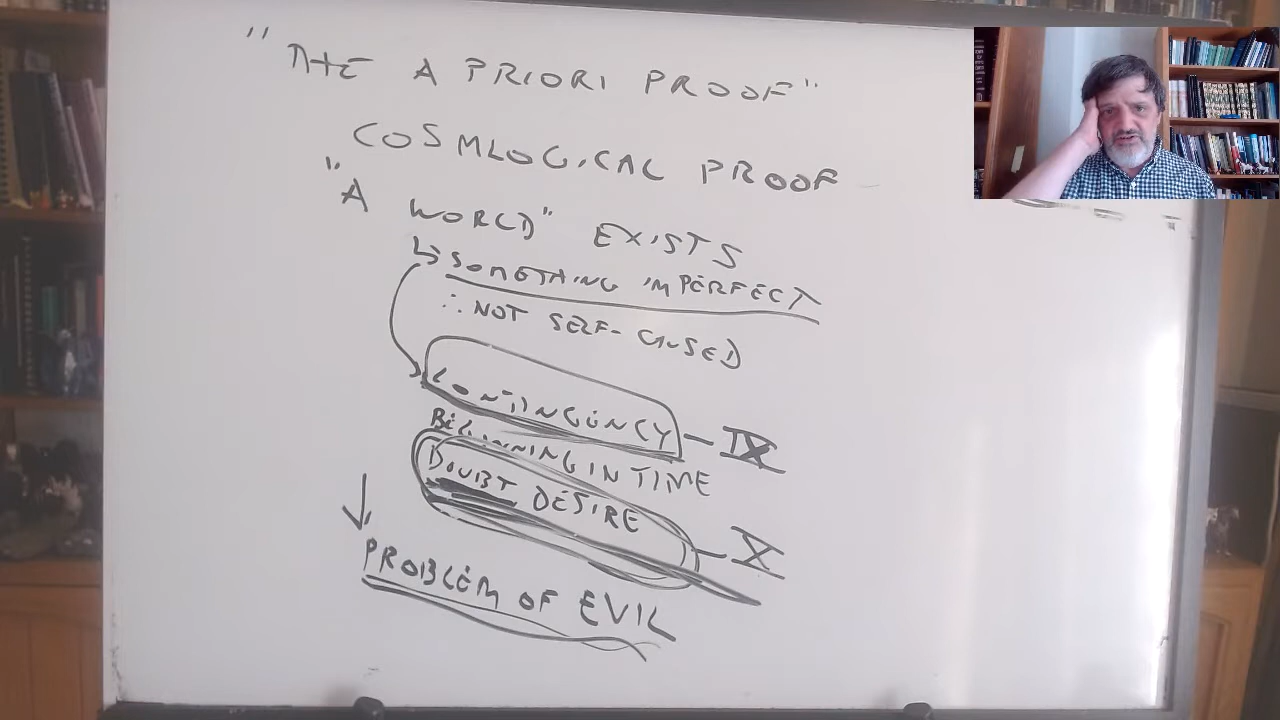 "THE A PRIORI PROOF"
COSMLOGICAL PROOF
"A WORLD" EXISTS
↳ SOMETHING IMPERFECT
∴ NOT SELF-CAUSED
CONTINGENCY — IX
BEGINNING IN TIME
DOUBT DESIRE — X
PROBLEM OF EVIL